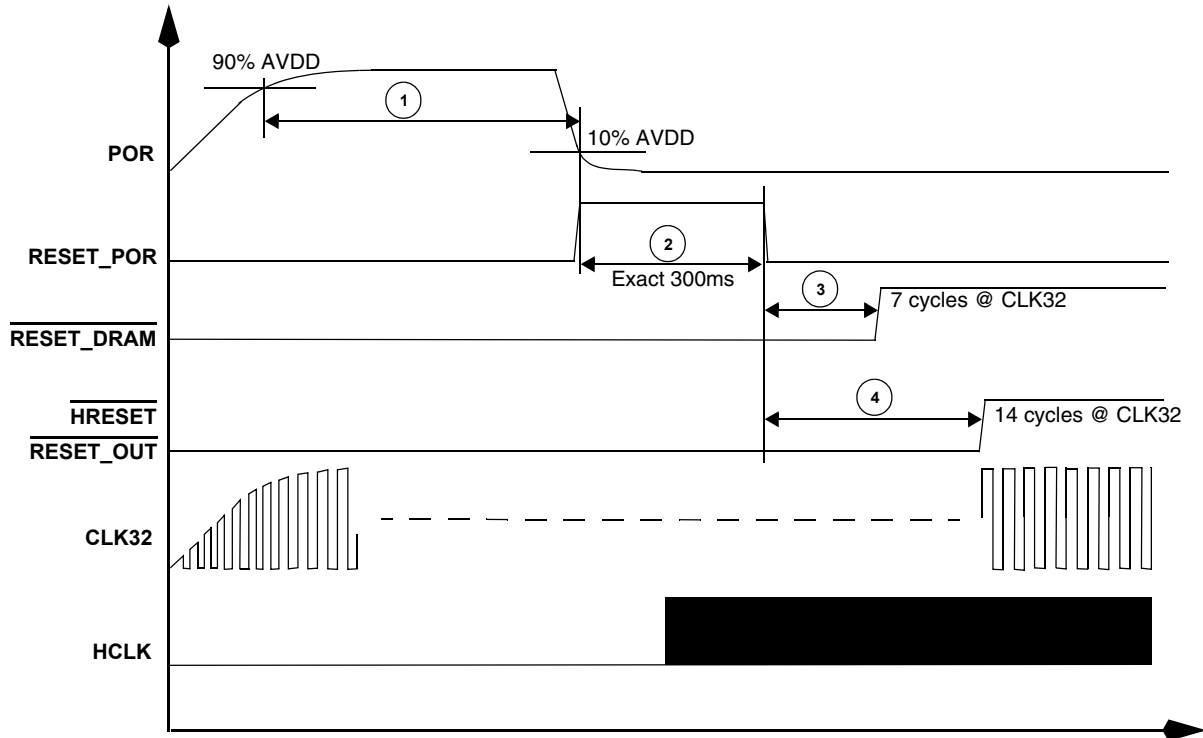 90% AVDD
1
10% AVDD
POR
2
RESET_POR
Exact 300ms
3
7 cycles @ CLK32
RESET_DRAM
4
HRESET
14 cycles @ CLK32
RESET_OUT
CLK32
HCLK